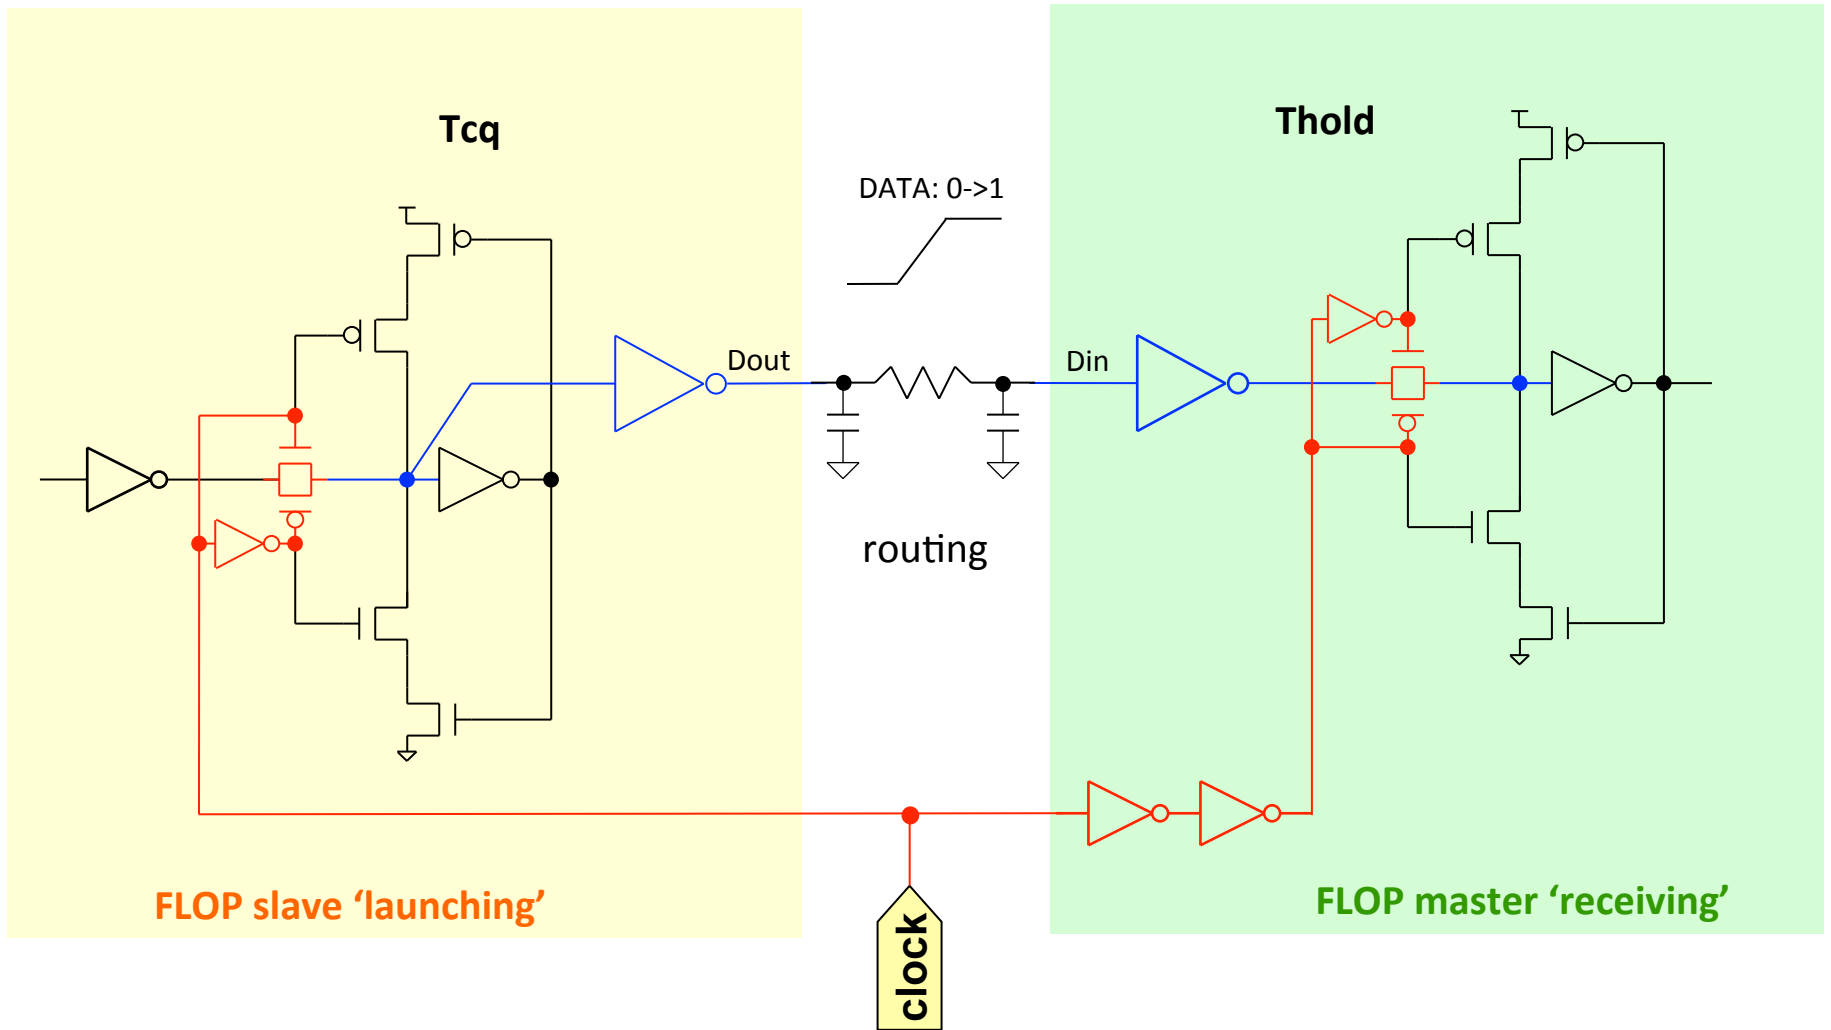 Tcq
Thold
DATA: 0->1
Dout
Din
routing
FLOP slave ‘launching’
FLOP master ‘receiving’
clock